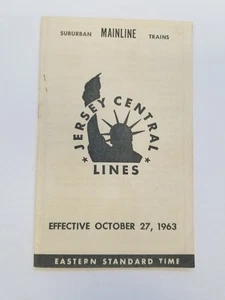 SUBURBAN MAINLINE TRAINS
JERSEY CENTRAL
LINES
EFFECTIVE OCTOBER 27, 1963
EASTERN STANDARD TIME